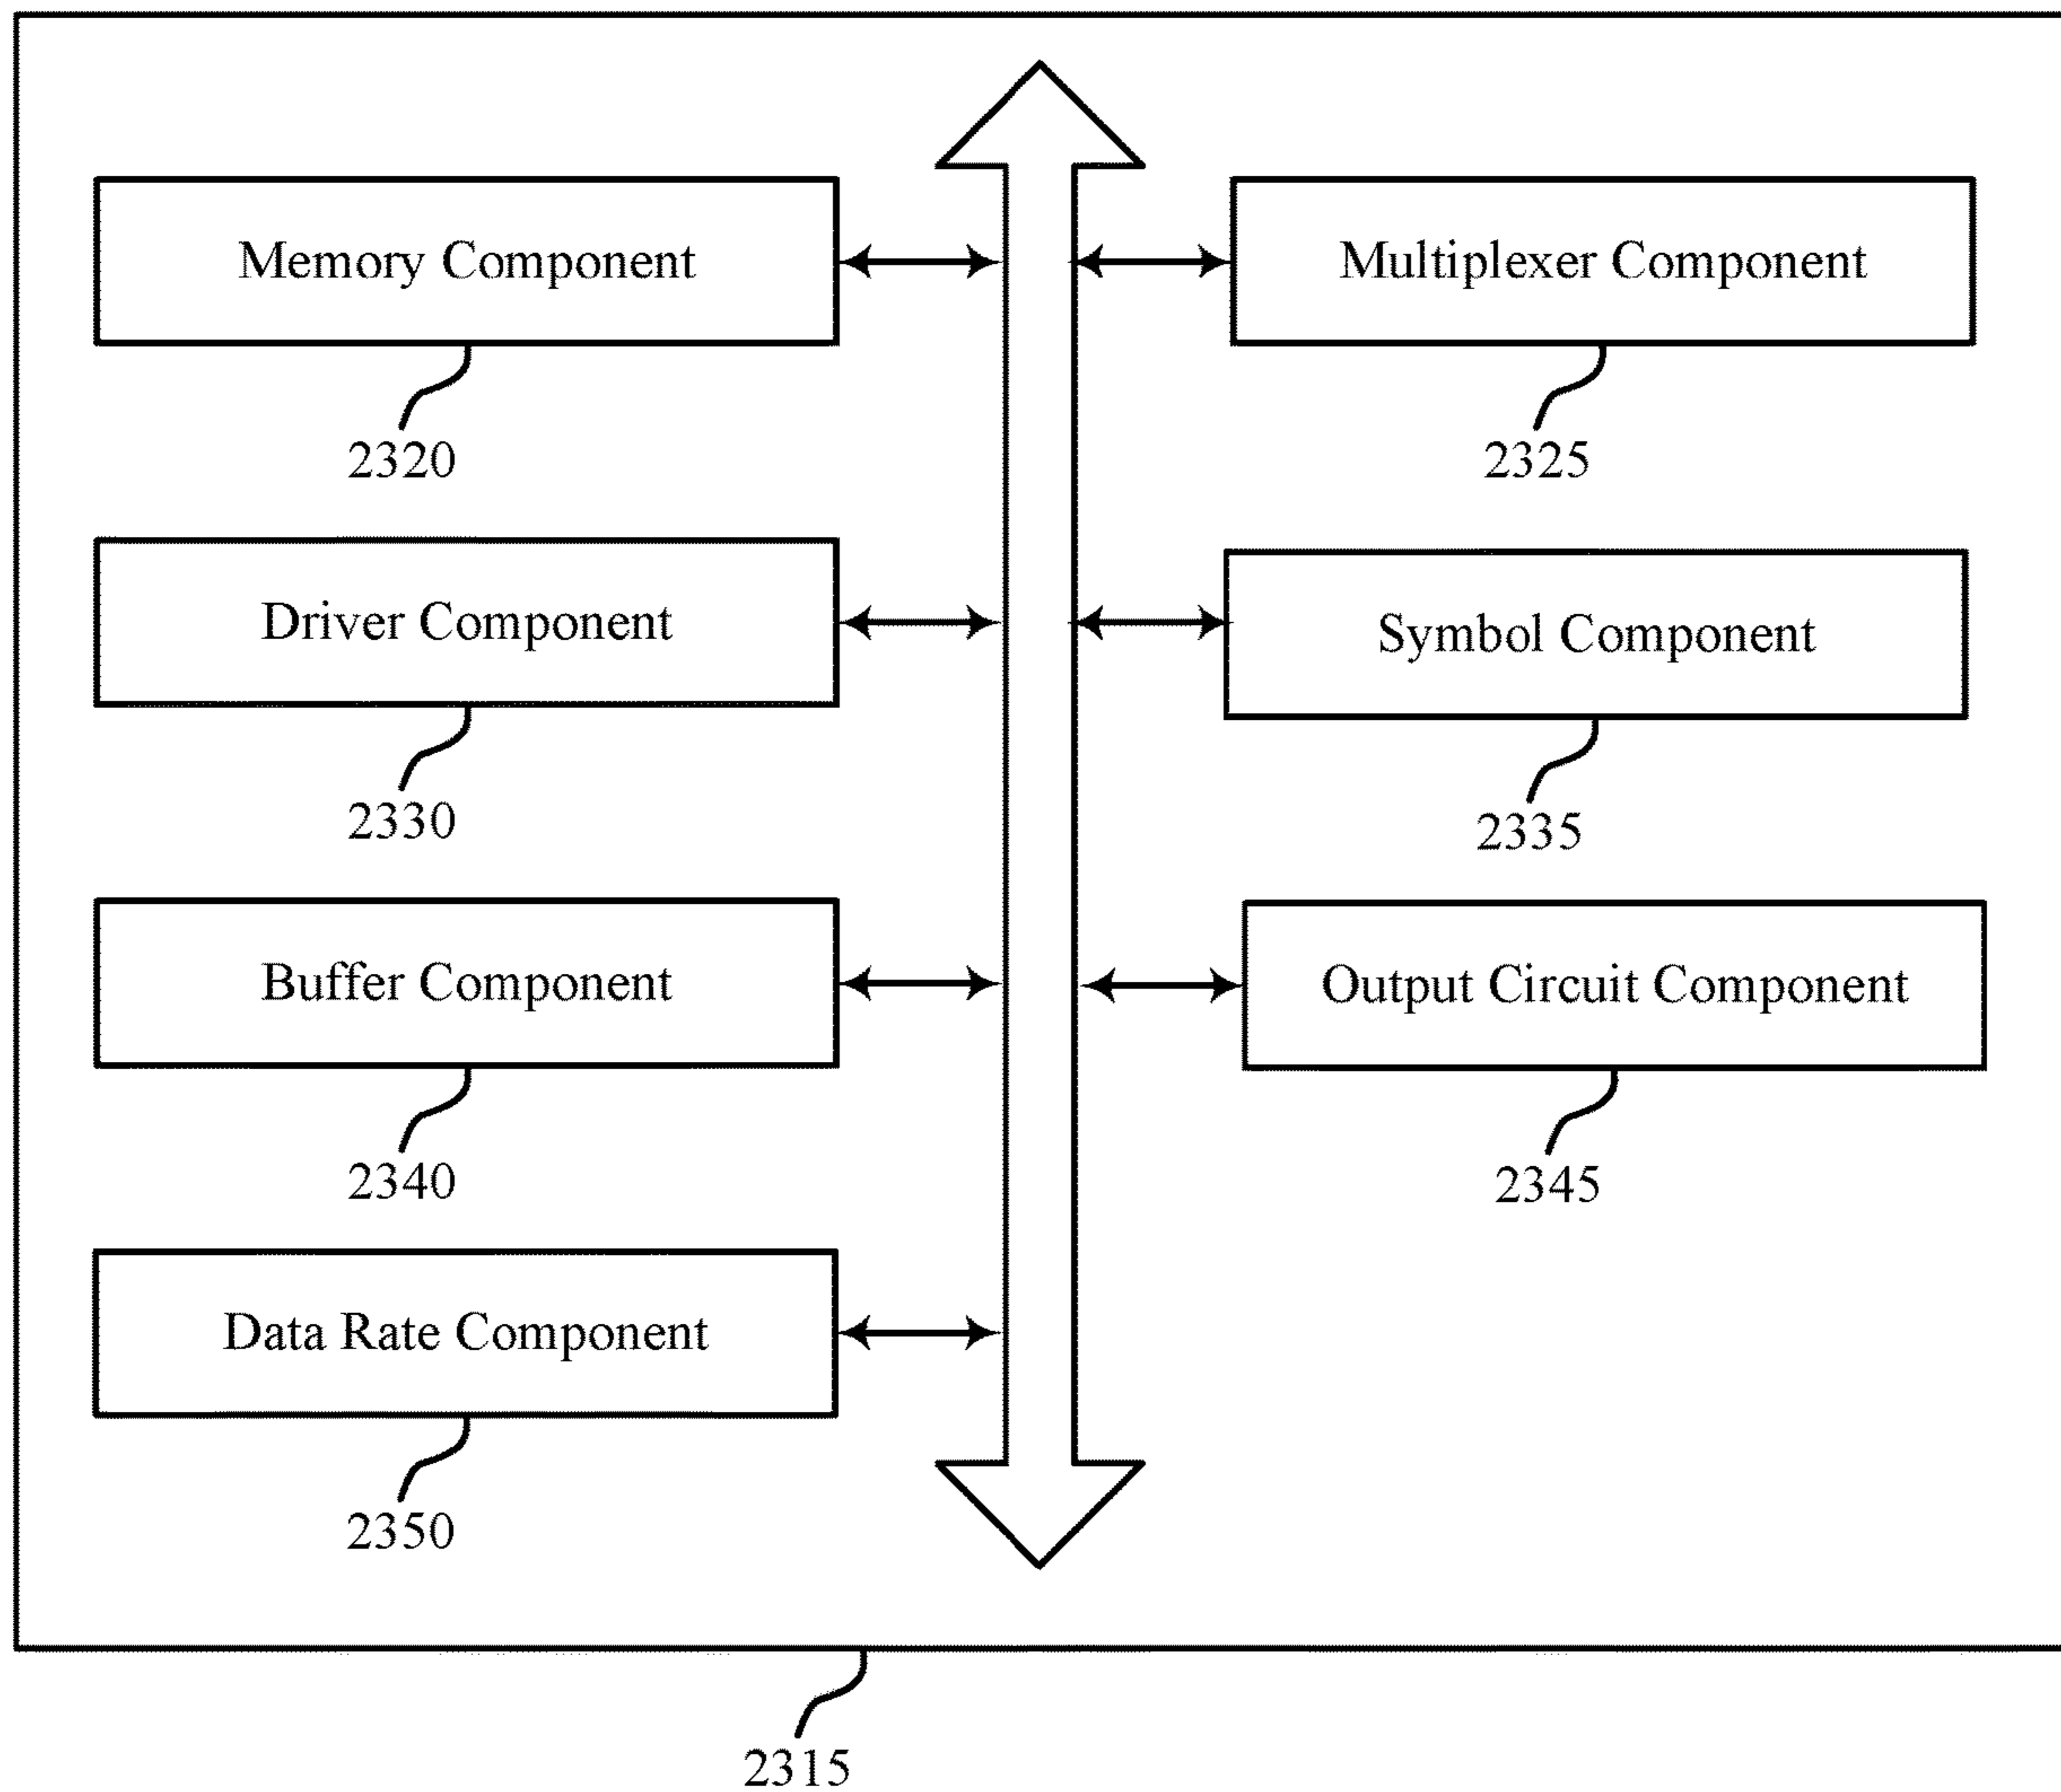 Memory Component
Multiplexer Component
2320
2325
Driver Component
Symbol Component
2330
2335
Buffer Component
Output Circuit Component
2340
2345
Data Rate Component
2350
2315